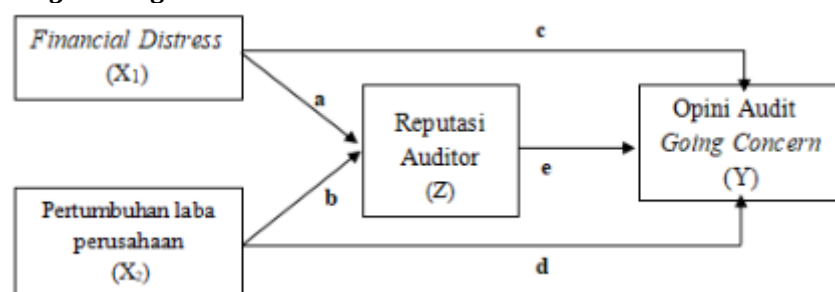 Financial Distress
(X1)
c
a
Reputasi
Auditor
(Z)
e
Opini Audit
Going Concern
(Y)
b
Pertumbuhan laba
perusahaan
(X2)
d